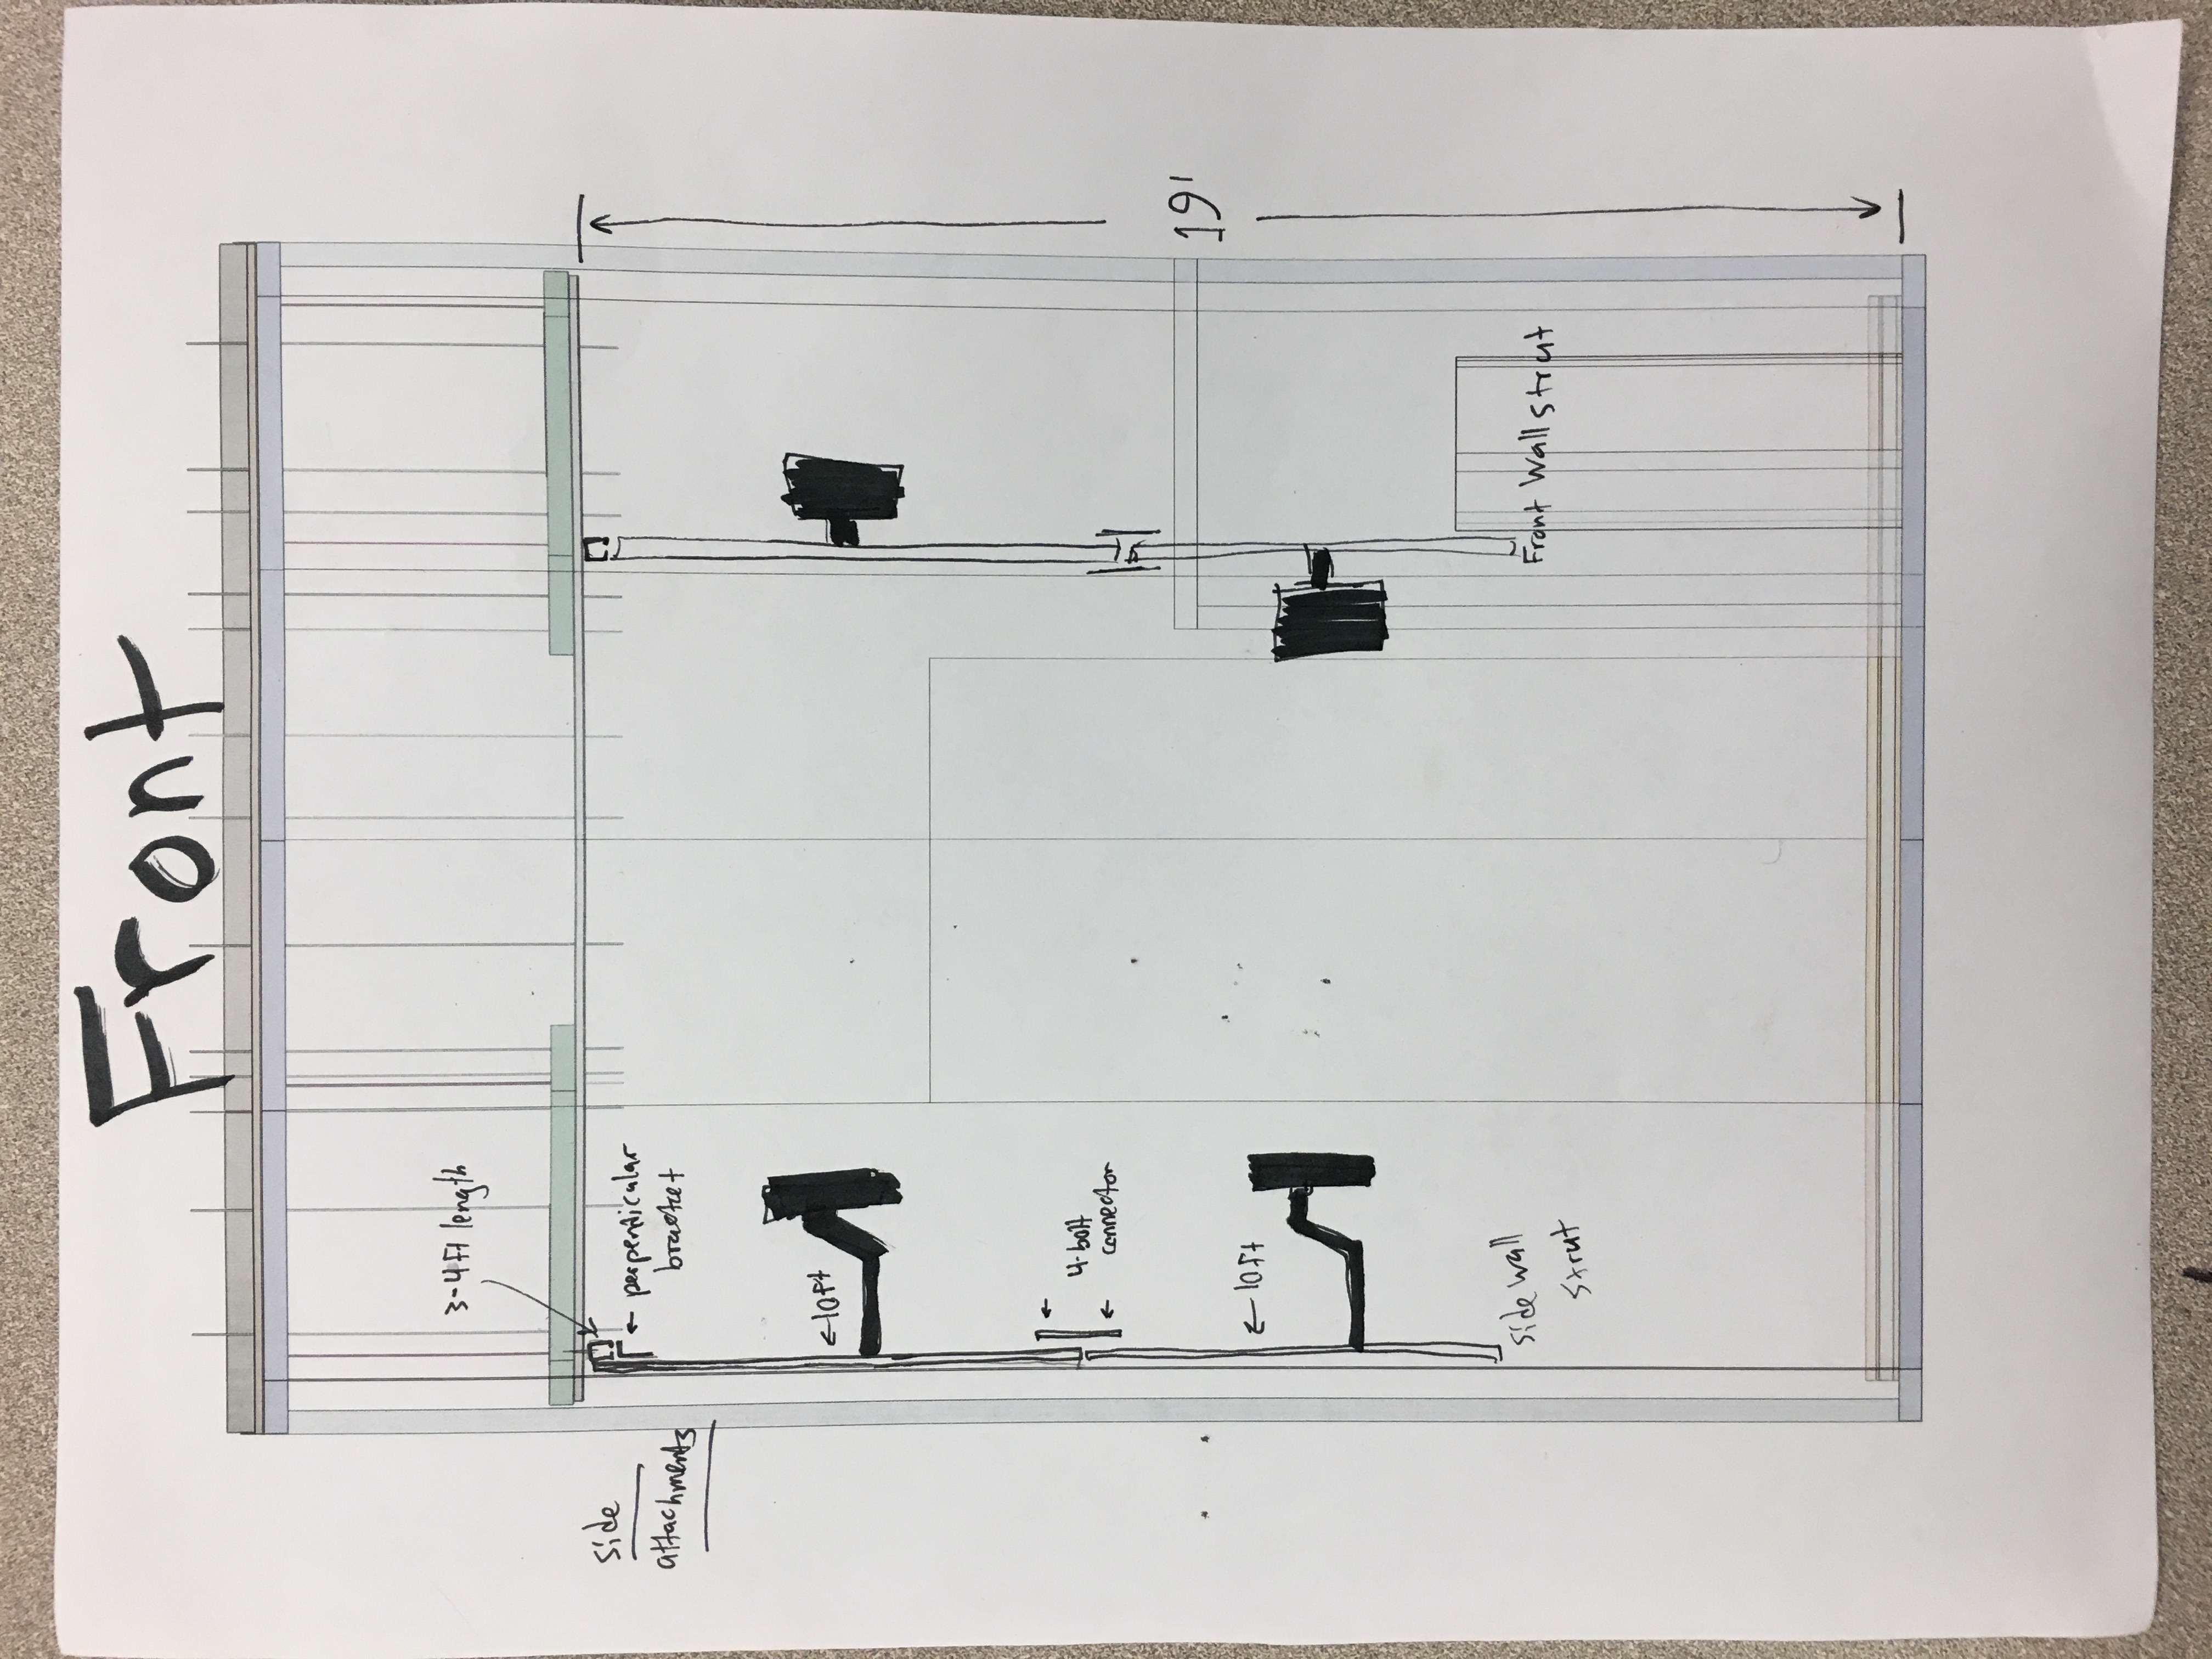 Front
3-4ft length
side
attachments
← perpendicular
bracket
←10ft
←
4-bolt
←
connector
19'
← 10ft
side wall
strut
Front Wall strut